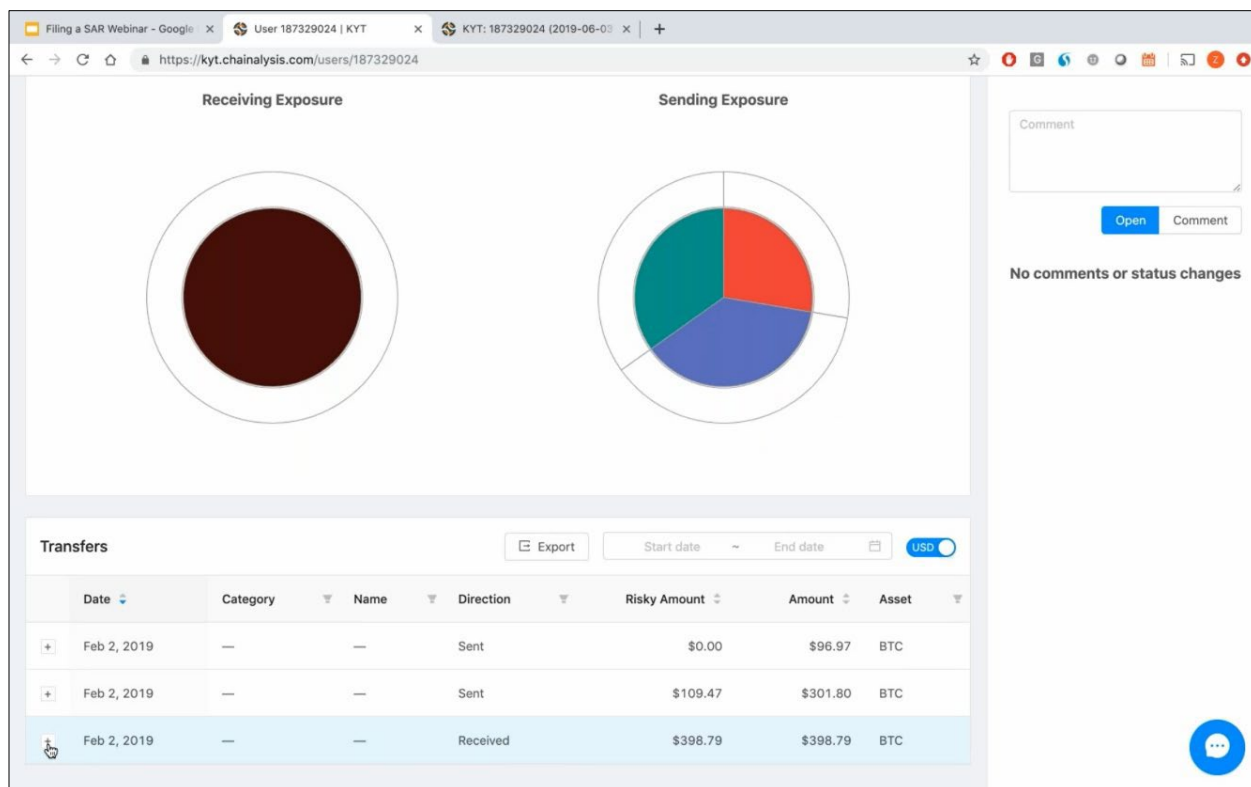 Filing a SAR Webinar - Google
User 187329024 | KYT
KYT: 187329024 (2019-06-03
https://kyt.chainalysis.com/users/187329024
Receiving Exposure
Sending Exposure
Comment
Open Comment
No comments or status changes
Transfers
Export
Start date ~ End date
USD
Date Category Name Direction Risky Amount Amount Asset
+ Feb 2, 2019 — — Sent $0.00 $96.97 BTC
+ Feb 2, 2019 — — Sent $109.47 $301.80 BTC
+ Feb 2, 2019 — — Received $398.79 $398.79 BTC